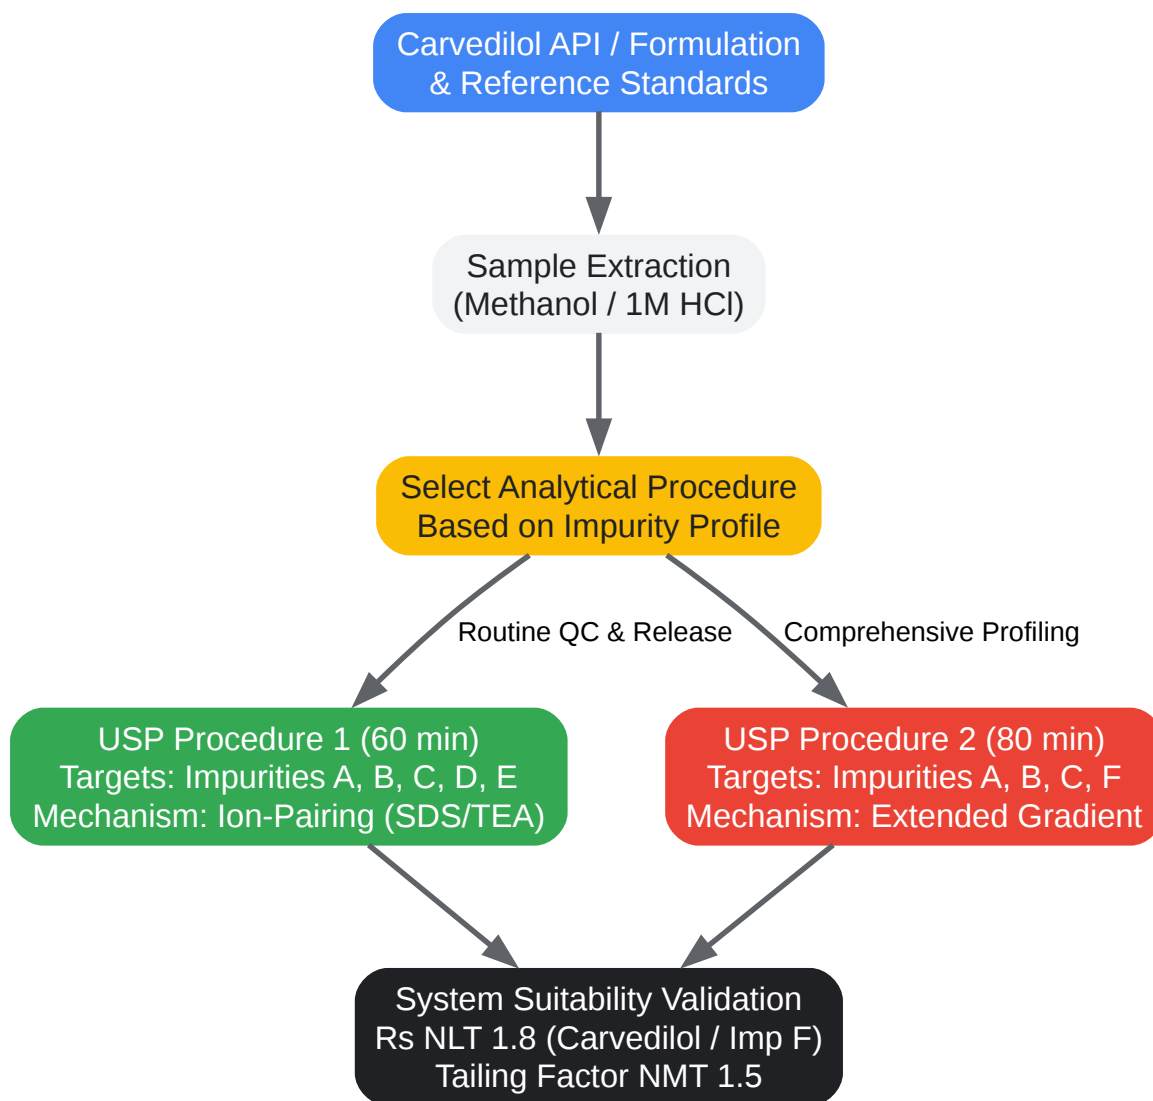 Carvedilol API / Formulation
& Reference Standards
Sample Extraction
(Methanol / 1M HCl)
Select Analytical Procedure
Based on Impurity Profile
Routine QC & Release
Comprehensive Profiling
USP Procedure 1 (60 min)
Targets: Impurities A, B, C, D, E
Mechanism: Ion-Pairing (SDS/TEA)
USP Procedure 2 (80 min)
Targets: Impurities A, B, C, F
Mechanism: Extended Gradient
System Suitability Validation
Rs NLT 1.8 (Carvedilol / Imp F)
Tailing Factor NMT 1.5